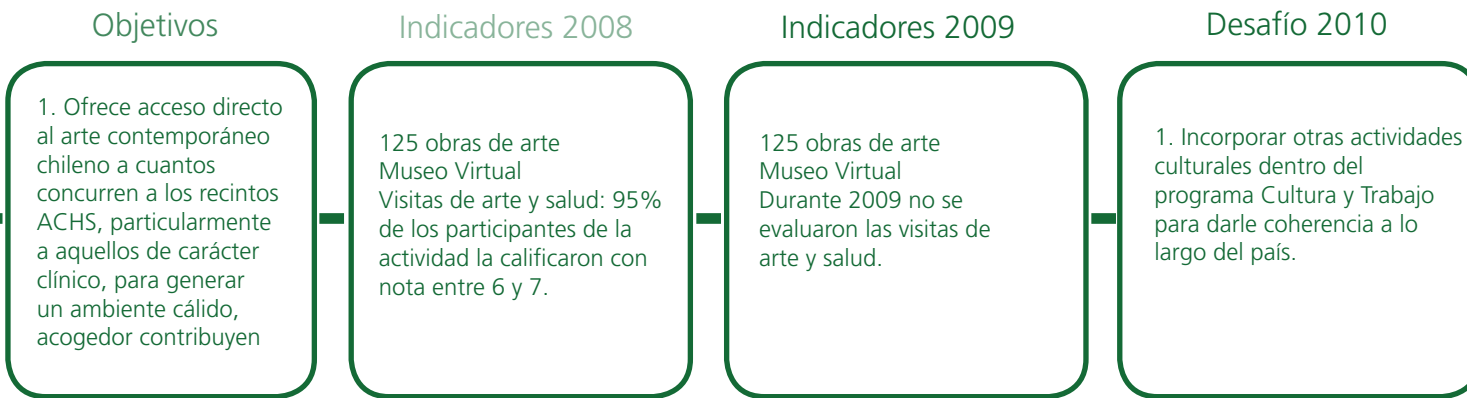 Objetivos
1. Ofrece acceso directo
al arte contemporáneo
chileno a cuantos
concurren a los recintos
ACHS, particularmente
a aquellos de carácter
clínico, para generar
un ambiente cálido,
acogedor contribuyen
Indicadores 2008
125 obras de arte
Museo Virtual
Visitas de arte y salud: 95%
de los participantes de la
actividad la calificaron con
nota entre 6 y 7.
Indicadores 2009
125 obras de arte
Museo Virtual
Durante 2009 no se
evaluaron las visitas de
arte y salud.
Desafío 2010
1. Incorporar otras actividades
culturales dentro del
programa Cultura y Trabajo
para darle coherencia a lo
largo del país.